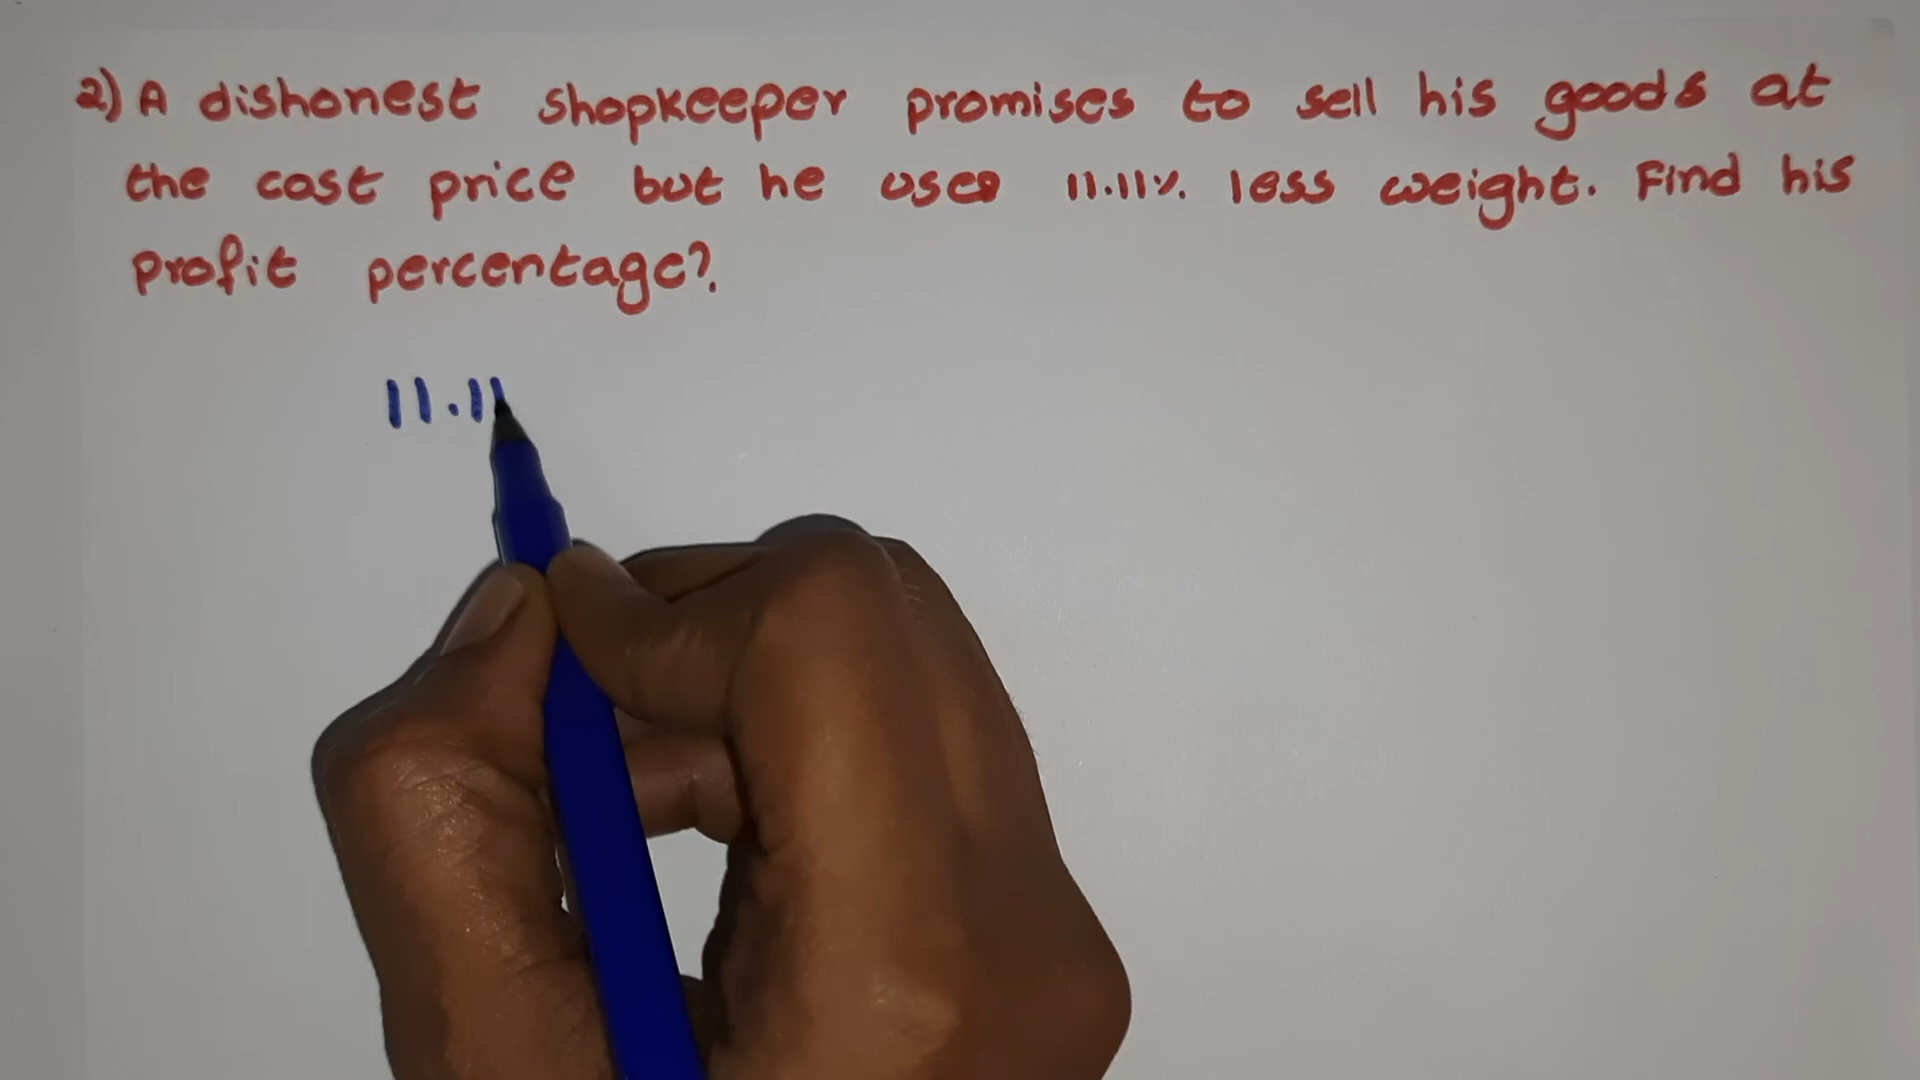 2) A dishonest shopkeeper promises to sell his goods at
the cost price but he uses 11.11% less weight. Find his
profit percentage?
11.11